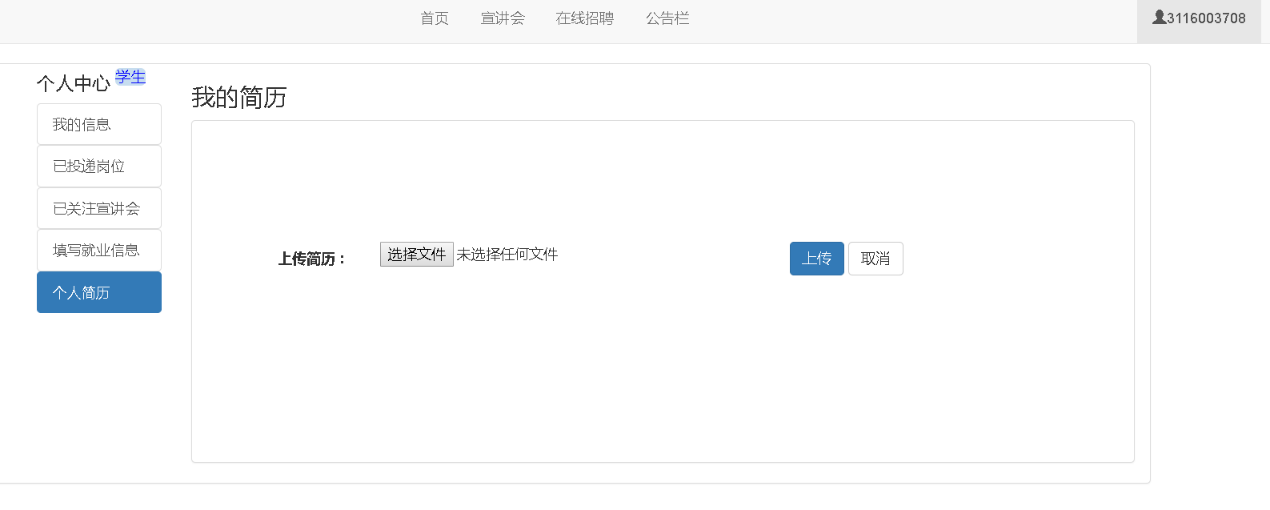 首页 宣讲会 在线招聘 公告栏 3116003708
个人中心 学生
我的信息
已投递岗位
已关注宣讲会
填写就业信息
个人简历
我的简历
上传简历： 选择文件 未选择任何文件 上传 取消